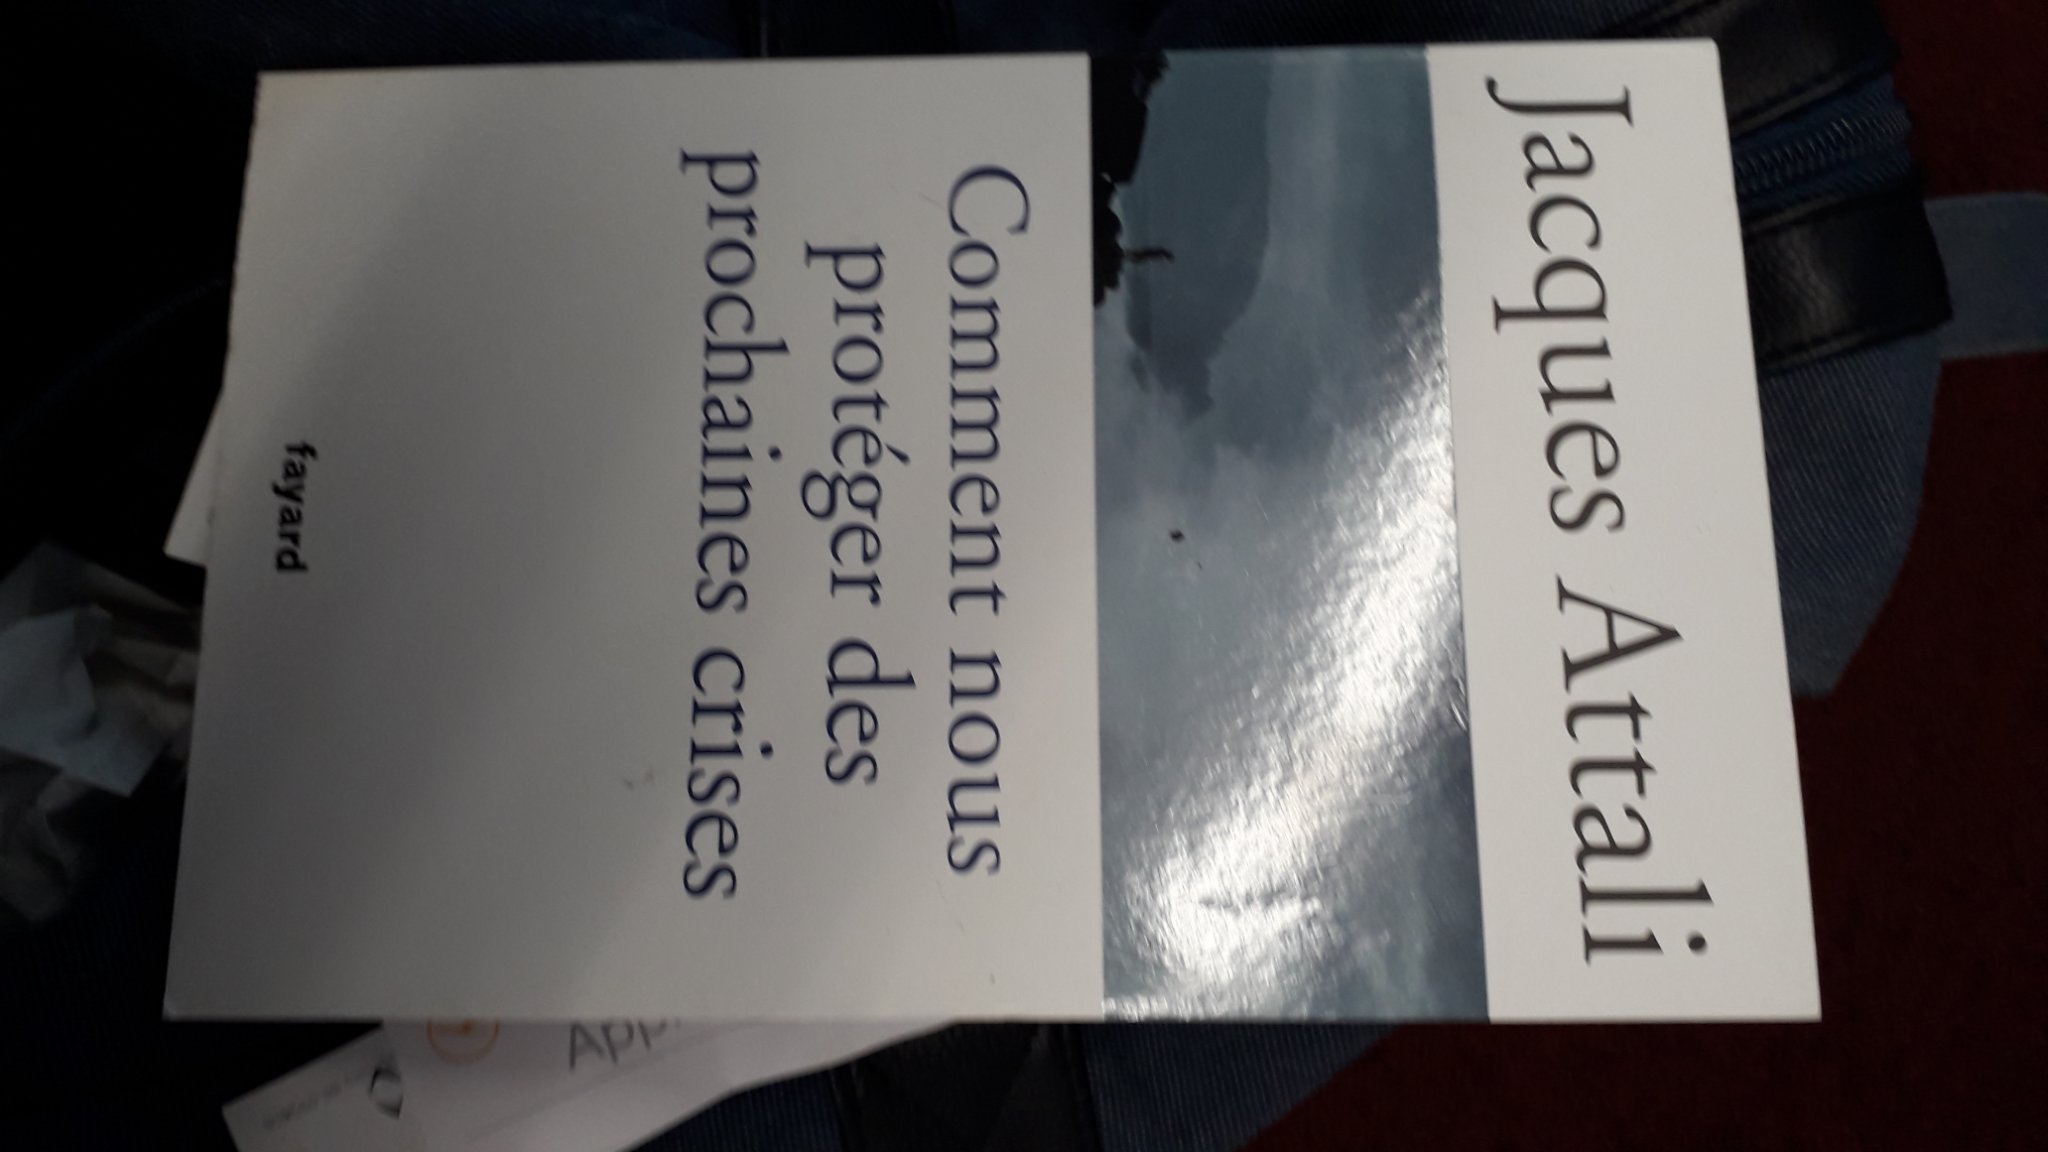 Jacques Attali
Comment nous
protéger des
prochaines crises
fayard